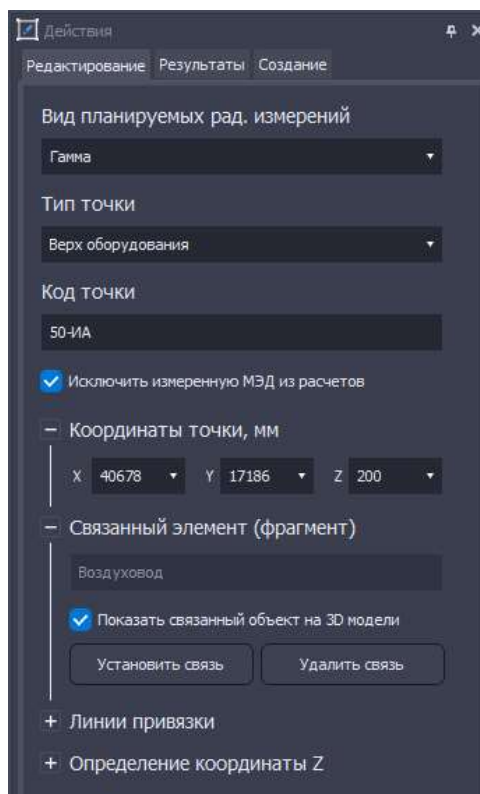 Действия
Редактирование Результаты Создание
Вид планируемых рад. измерений
Гамма
Тип точки
Верх оборудования
Код точки
50-ИА
Исключить измеренную МЭД из расчетов
Координаты точки, мм
X 40678 Y 17186 Z 200
Связанный элемент (фрагмент)
Воздуховод
Показать связанный объект на 3D модели
Установить связь Удалить связь
Линии привязки
Определение координаты Z